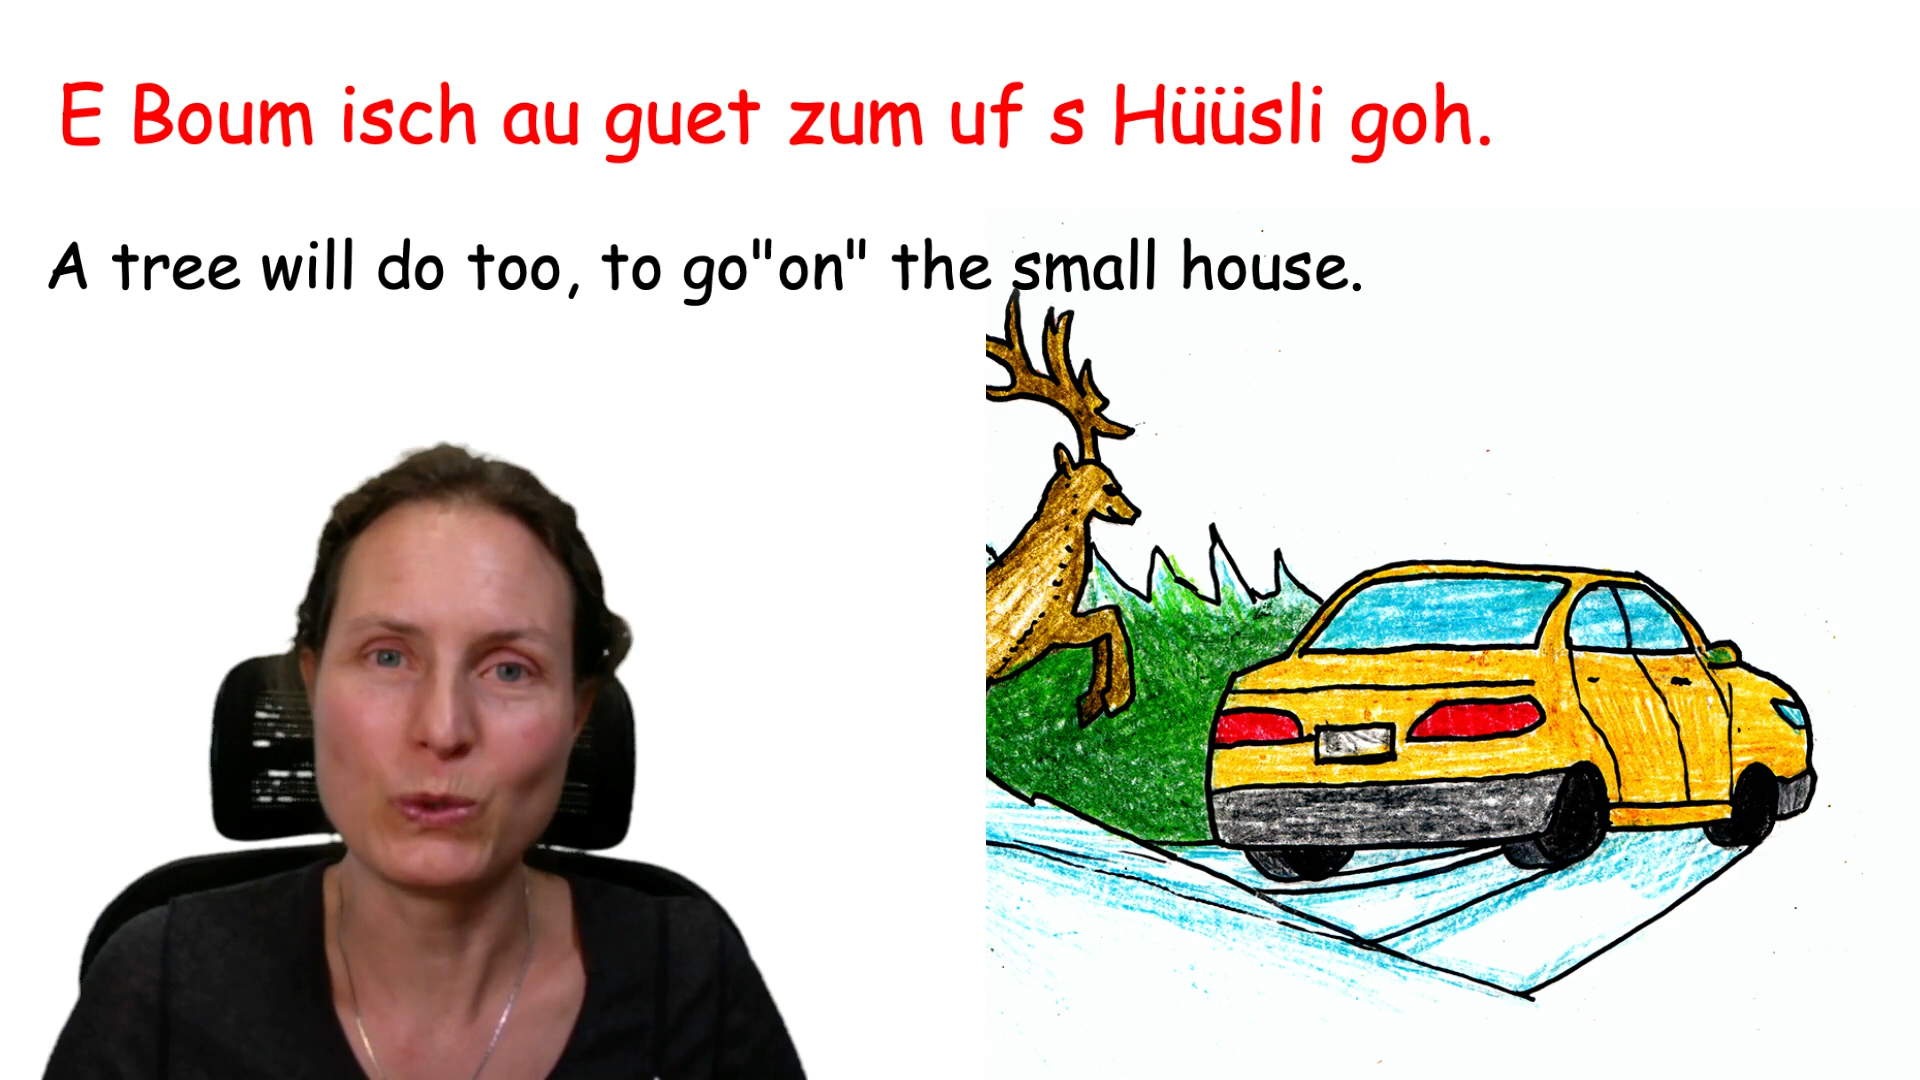 E Boum isch au guet zum uf s Hüüsli goh.
A tree will do too, to go"on" the small house.